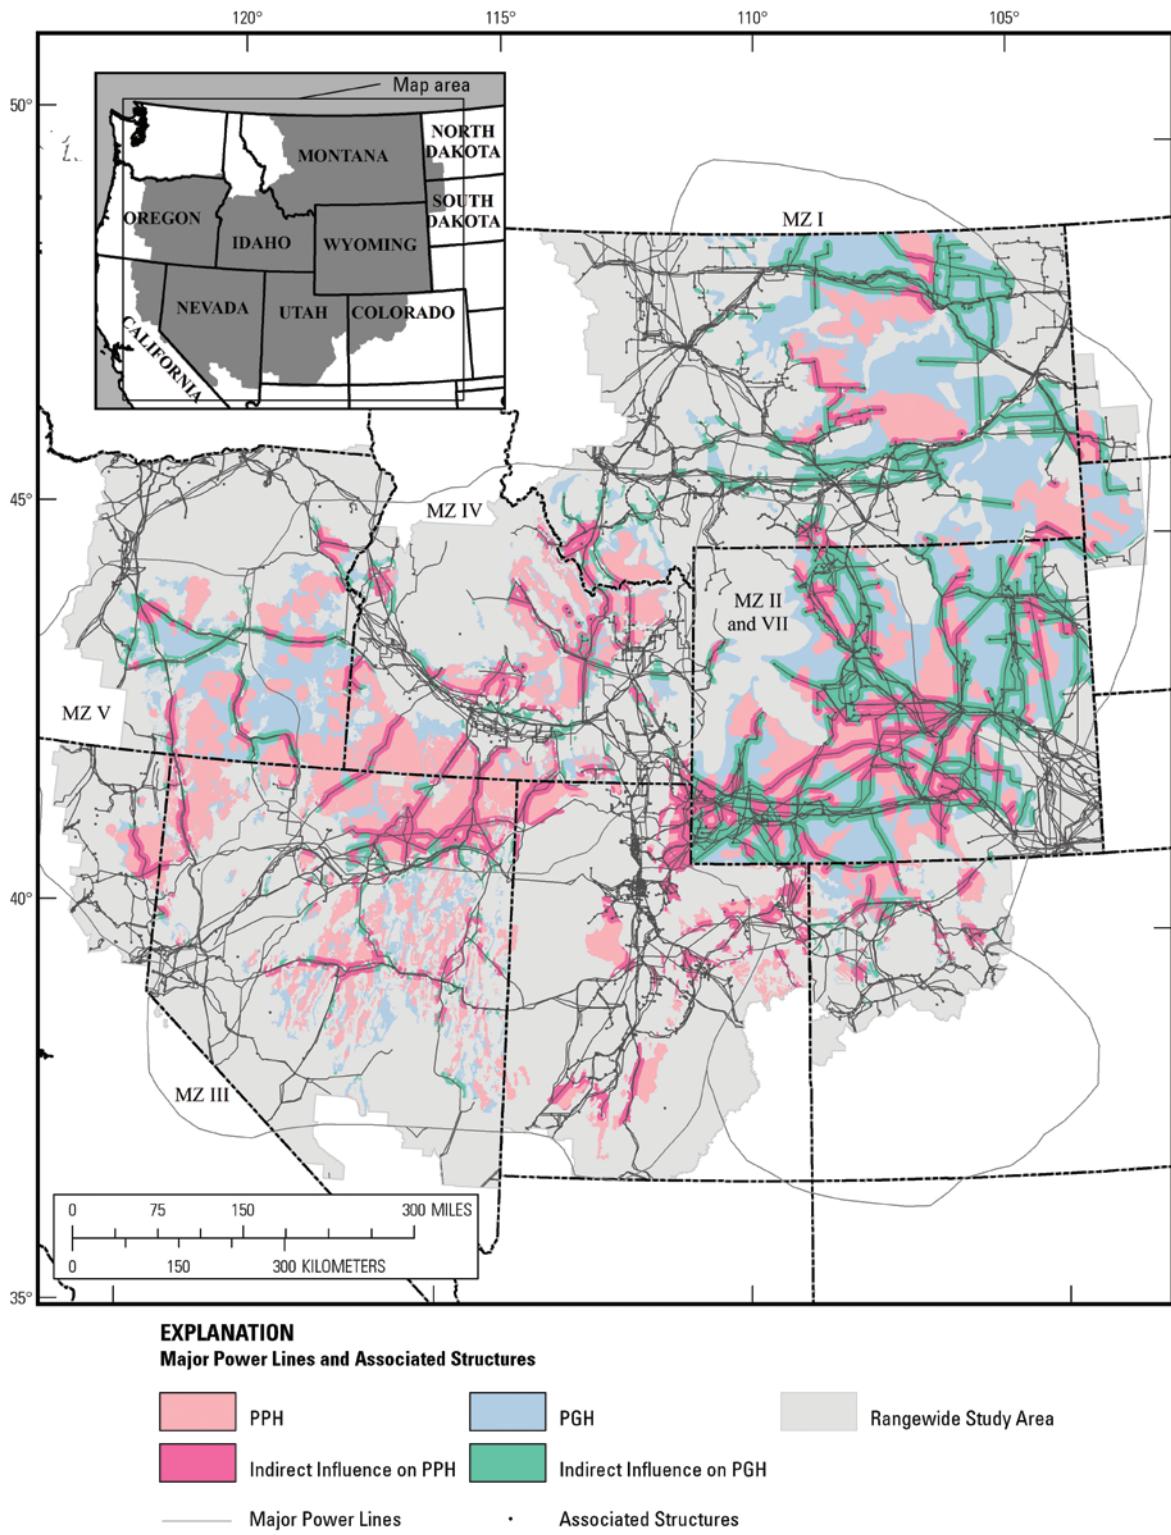 120° 115° 110° 105°
50°
45°
40°
35°
Map area
NORTH
DAKOTA
MONTANA
SOUTH
DAKOTA
OREGON
IDAHO
WYOMING
NEVADA
UTAH
COLORADO
CALIFORNIA
MZ I
MZ IV
MZ II
and VII
MZ V
MZ III
0 75 150 300 MILES
0 150 300 KILOMETERS
EXPLANATION
Major Power Lines and Associated Structures
PPH PGH Rangewide Study Area
Indirect Influence on PPH Indirect Influence on PGH
Major Power Lines Associated Structures